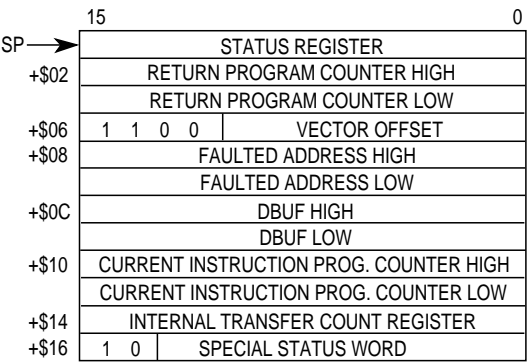 15 0
SP STATUS REGISTER
+$02 RETURN PROGRAM COUNTER HIGH
RETURN PROGRAM COUNTER LOW
+$06 1 1 0 0 VECTOR OFFSET
+$08 FAULTED ADDRESS HIGH
FAULTED ADDRESS LOW
+$0C DBUF HIGH
DBUF LOW
+$10 CURRENT INSTRUCTION PROG. COUNTER HIGH
CURRENT INSTRUCTION PROG. COUNTER LOW
+$14 INTERNAL TRANSFER COUNT REGISTER
+$16 1 0 SPECIAL STATUS WORD